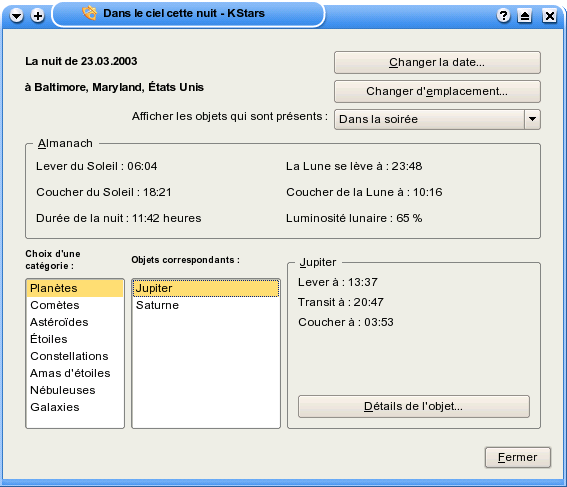 Dans le ciel cette nuit - KStars
La nuit de 23.03.2003
Changer la date...
à Baltimore, Maryland, États Unis
Changer d'emplacement...
Afficher les objets qui sont présents :
Dans la soirée
Almanach
Lever du Soleil : 06:04
La Lune se lève à : 23:48
Coucher du Soleil : 18:21
Coucher de la Lune à : 10:16
Durée de la nuit : 11:42 heures
Luminosité lunaire : 65 %
Choix d'une
catégorie :
Planètes
Comètes
Astéroïdes
Étoiles
Constellations
Amas d'étoiles
Nébuleuses
Galaxies
Objets correspondants :
Jupiter
Saturne
Jupiter
Lever à : 13:37
Transit à : 20:47
Coucher à : 03:53
Détails de l'objet...
Fermer